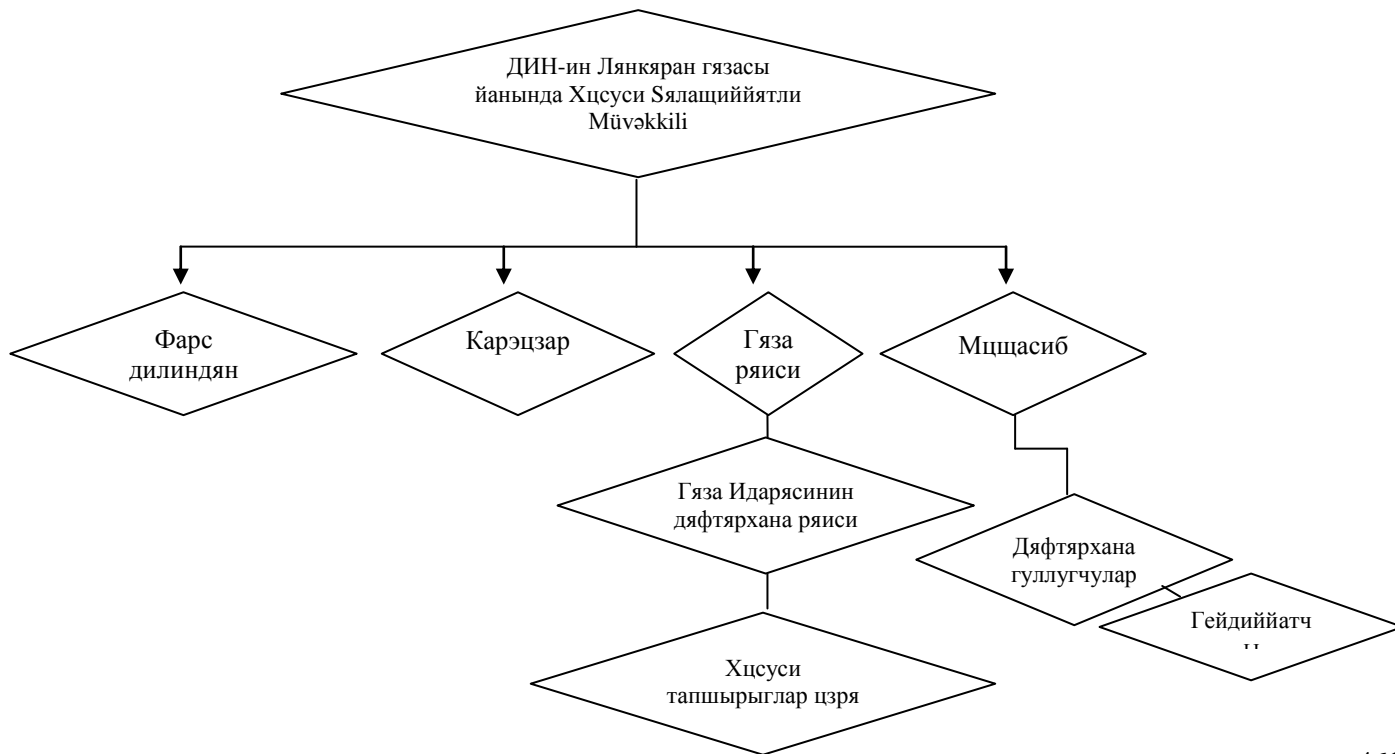 ДИН-ин Лянкяран гязасы
йанында Хцсуси Sялащиййятли
Müvəkkili
Фарс
дилиндян
Карэцзар
Гяза
ряиси
Мцщасиб
Гяза Идарясинин
дяфтярхана ряиси
Дяфтярхана
гуллугчулар
Гейдиййатч
Хцсуси
тапшырыглар цзря